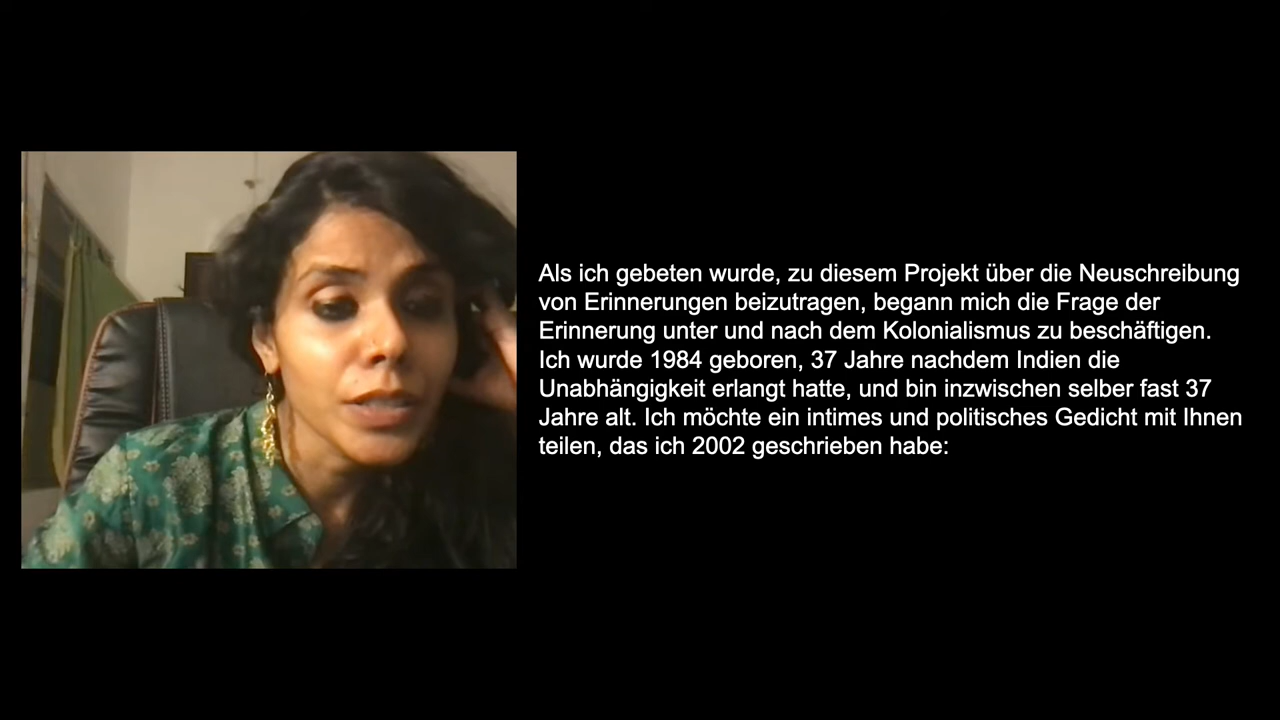 Als ich gebeten wurde, zu diesem Projekt über die Neuschreibung
von Erinnerungen beizutragen, begann mich die Frage der
Erinnerung unter und nach dem Kolonialismus zu beschäftigen.
Ich wurde 1984 geboren, 37 Jahre nachdem Indien die
Unabhängigkeit erlangt hatte, und bin inzwischen selber fast 37
Jahre alt. Ich möchte ein intimes und politisches Gedicht mit Ihnen
teilen, das ich 2002 geschrieben habe: